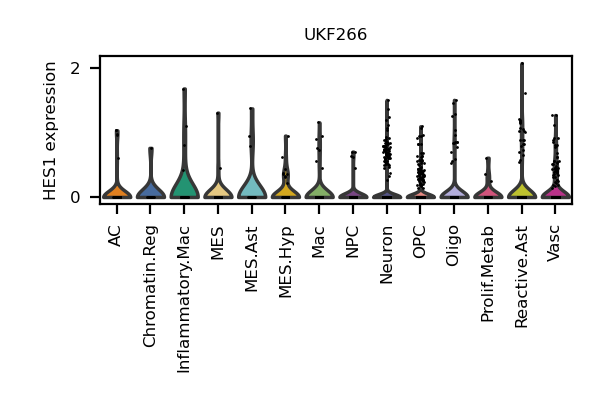 UKF266
HES1 expression
2
0
AC
Chromatin.Reg
Inflammatory.Mac
MES
MES.Ast
MES.Hyp
Mac
NPC
Neuron
OPC
Oligo
Prolif.Metab
Reactive.Ast
Vasc